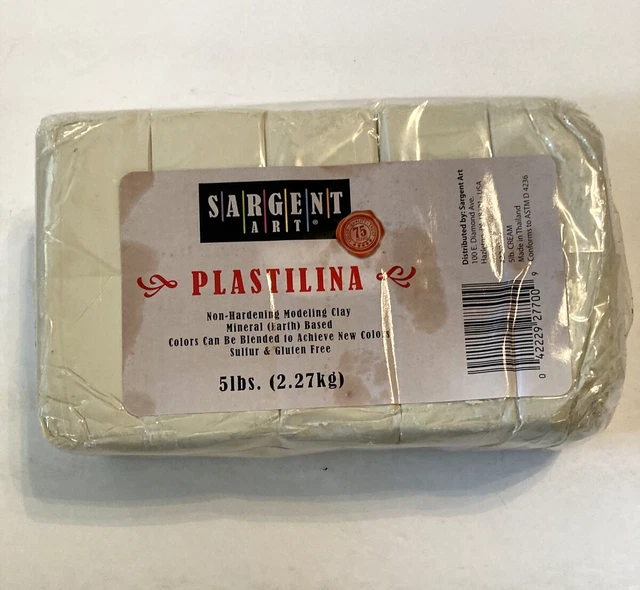 SARGENT
ART®
75
PLASTILINA
Non-Hardening Modeling Clay
Mineral (Earth) Based
Colors Can Be Blended to Achieve New Colors
Sulfur & Gluten Free
5lbs. (2.27kg)
Distributed by: Sargent Art
100 E. Diamond Ave.
USA
5lb. CREAM
Made in Thailand
Conforms to ASTM D 4236
0 42229 27700 9